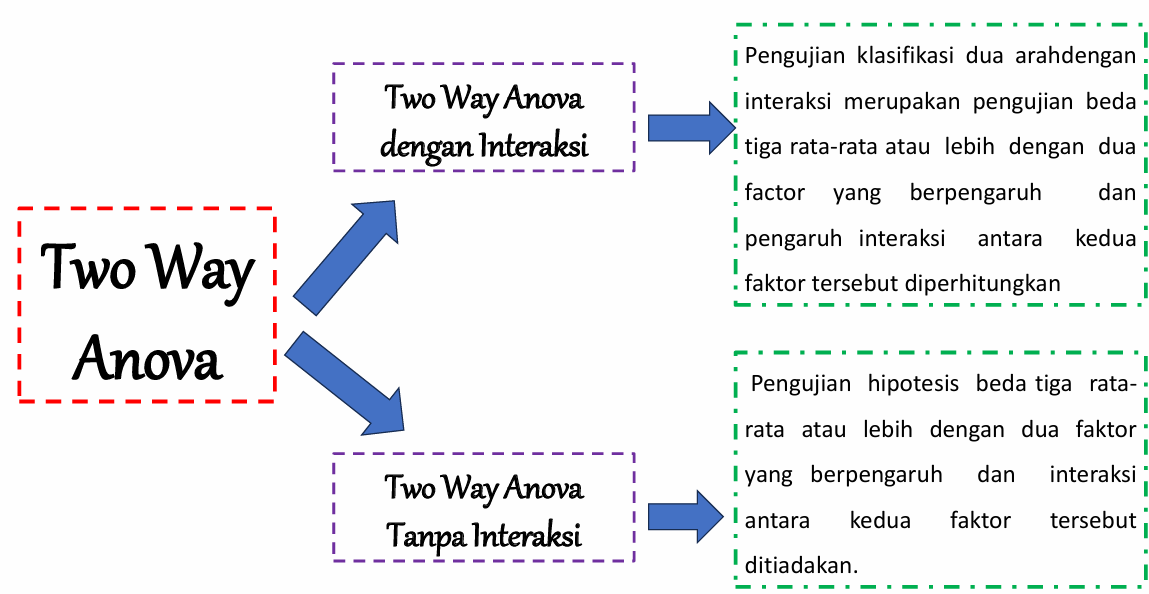 Two Way
Anova
Two Way Anova
dengan Interaksi
Pengujian klasifikasi dua arahdengan
interaksi merupakan pengujian beda
tiga rata-rata atau lebih dengan dua
factor yang berpengaruh dan
pengaruh interaksi antara kedua
faktor tersebut diperhitungkan
Two Way Anova
Tanpa Interaksi
Pengujian hipotesis beda tiga rata-
rata atau lebih dengan dua faktor
yang berpengaruh dan interaksi
antara kedua faktor tersebut
ditiadakan.